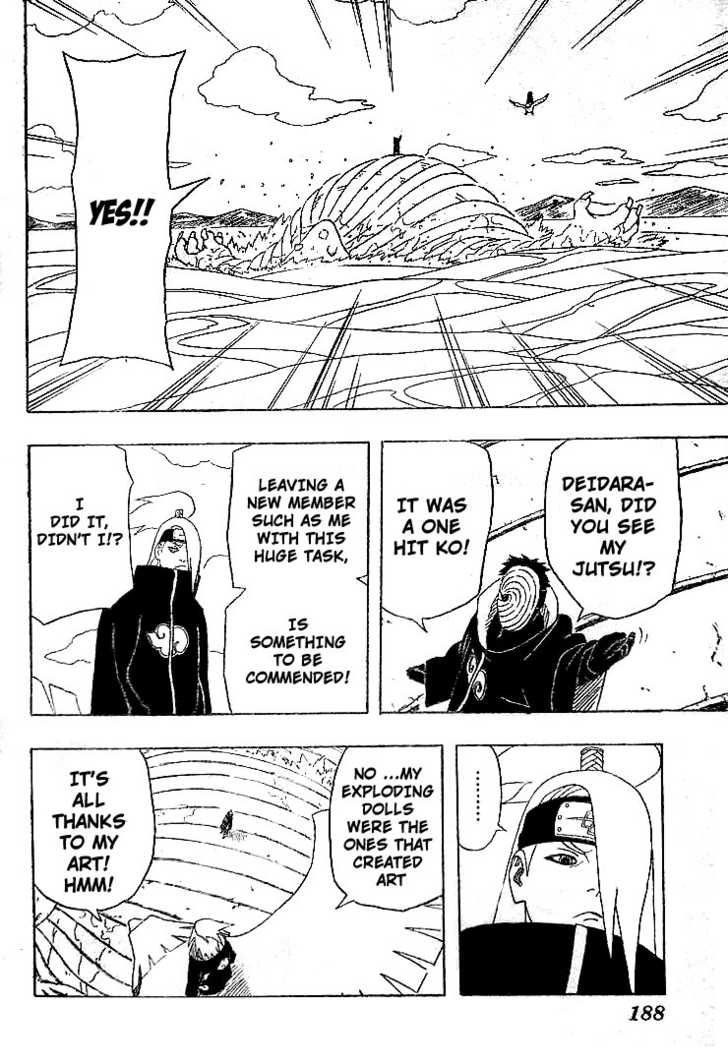 YES!!
DEIDARA-
SAN, DID
YOU SEE
MY
JUTSU!?
IT WAS
A ONE
HIT KO!
LEAVING A
NEW MEMBER
SUCH AS ME
WITH THIS
HUGE TASK,
IS
SOMETHING
TO BE
COMMENDED!
I
DID IT,
DIDN'T I!?
........
NO ...MY
EXPLODING
DOLLS
WERE THE
ONES THAT
CREATED
ART
IT'S
ALL
THANKS
TO MY
ART!
HMM!
188